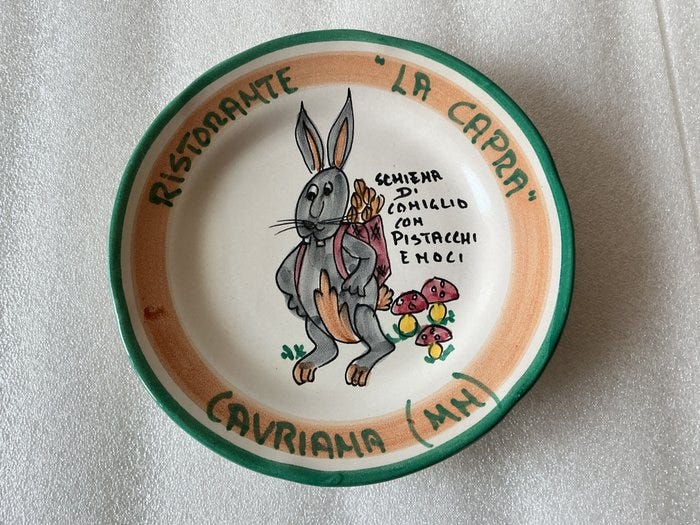 RISTORANTE "LA CAPRA"
SCHIENA
DI
CONIGLIO
CON
PISTACCHI
E NOCI
CAVRIANA (MN)